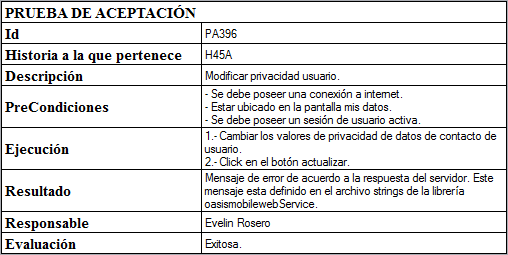 PRUEBA DE ACEPTACIÓN
Id PA396
Historia a la que pertenece H45A
Descripción Modificar privacidad usuario.
PreCondiciones - Se debe poseer una conexión a internet.
- Estar ubicado en la pantalla mis datos.
- Se debe poseer un sesión de usuario activa.
Ejecución 1.- Cambiar los valores de privacidad de datos de contacto de
usuario.
2.- Click en el botón actualizar.
Resultado Mensaje de error de acuerdo a la respuesta del servidor. Este
mensaje esta definido en el archivo strings de la librería
oasismobilewebService.
Responsable Evelin Rosero
Evaluación Exitosa.